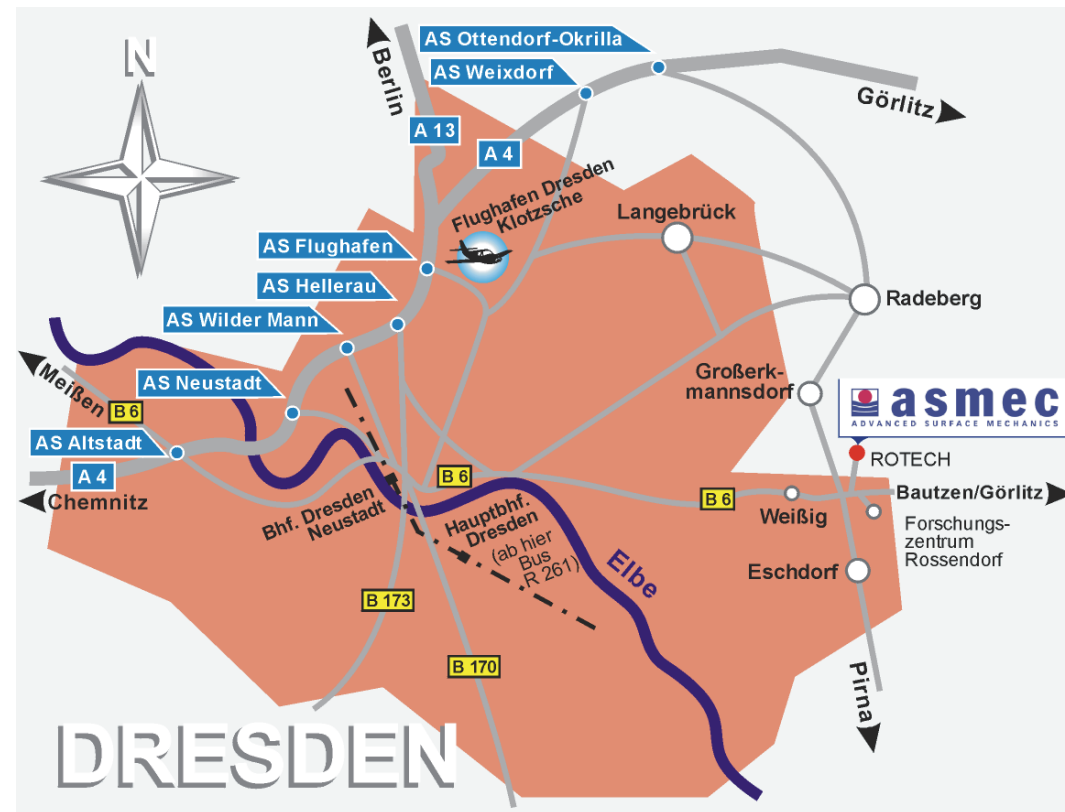 N
Berlin
AS Ottendorf-Okrilla
AS Weixdorf
Görlitz
A 13
A 4
Flughafen Dresden
Klotzsche
Langebrück
AS Flughafen
AS Hellerau
Radeberg
AS Wilder Mann
Meißen
AS Neustadt
Großerk-
mannsdorf
B 6
asmec
ADVANCED SURFACE MECHANICS
AS Altstadt
ROTECH
A 4
Chemnitz
B 6
B 6
Bautzen/Görlitz
Weißig
Bhf. Dresden
Neustadt
Hauptbhf.
Dresden
(ab hier
Bus
R 261)
Forschungs-
zentrum
Rossendorf
Elbe
Eschdorf
B 173
B 170
Pirna
DRESDEN